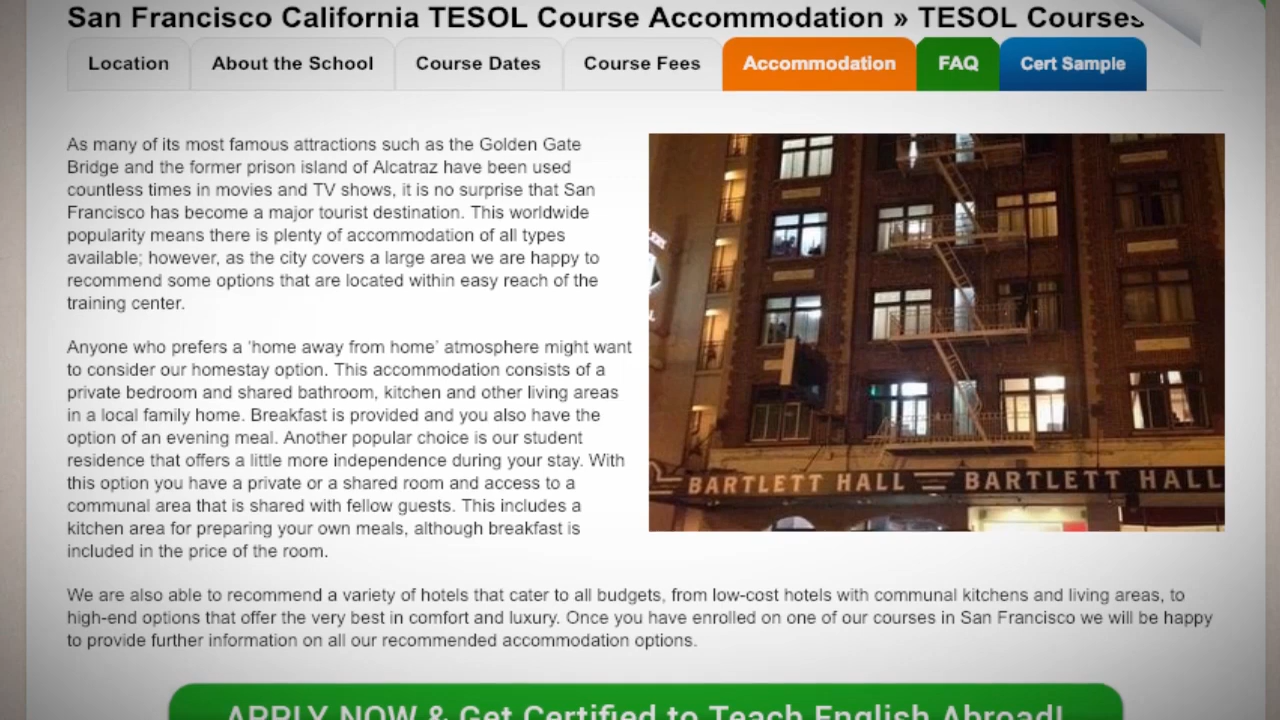 San Francisco California TESOL Course Accommodation » TESOL Courses
Location
About the School
Course Dates
Course Fees
Accommodation
FAQ
Cert Sample
As many of its most famous attractions such as the Golden Gate
Bridge and the former prison island of Alcatraz have been used
countless times in movies and TV shows, it is no surprise that San
Francisco has become a major tourist destination. This worldwide
popularity means there is plenty of accommodation of all types
available; however, as the city covers a large area we are happy to
recommend some options that are located within easy reach of the
training center.
Anyone who prefers a ‘home away from home’ atmosphere might want
to consider our homestay option. This accommodation consists of a
private bedroom and shared bathroom, kitchen and other living areas
in a local family home. Breakfast is provided and you also have the
option of an evening meal. Another popular choice is our student
residence that offers a little more independence during your stay. With
this option you have a private or a shared room and access to a
communal area that is shared with fellow guests. This includes a
kitchen area for preparing your own meals, although breakfast is
included in the price of the room.
BARTLETT HALL BARTLETT HALL
We are also able to recommend a variety of hotels that cater to all budgets, from low-cost hotels with communal kitchens and living areas, to
high-end options that offer the very best in comfort and luxury. Once you have enrolled on one of our courses in San Francisco we will be happy
to provide further information on all our recommended accommodation options.
APPLY NOW & Get Certified to Teach English Abroad!